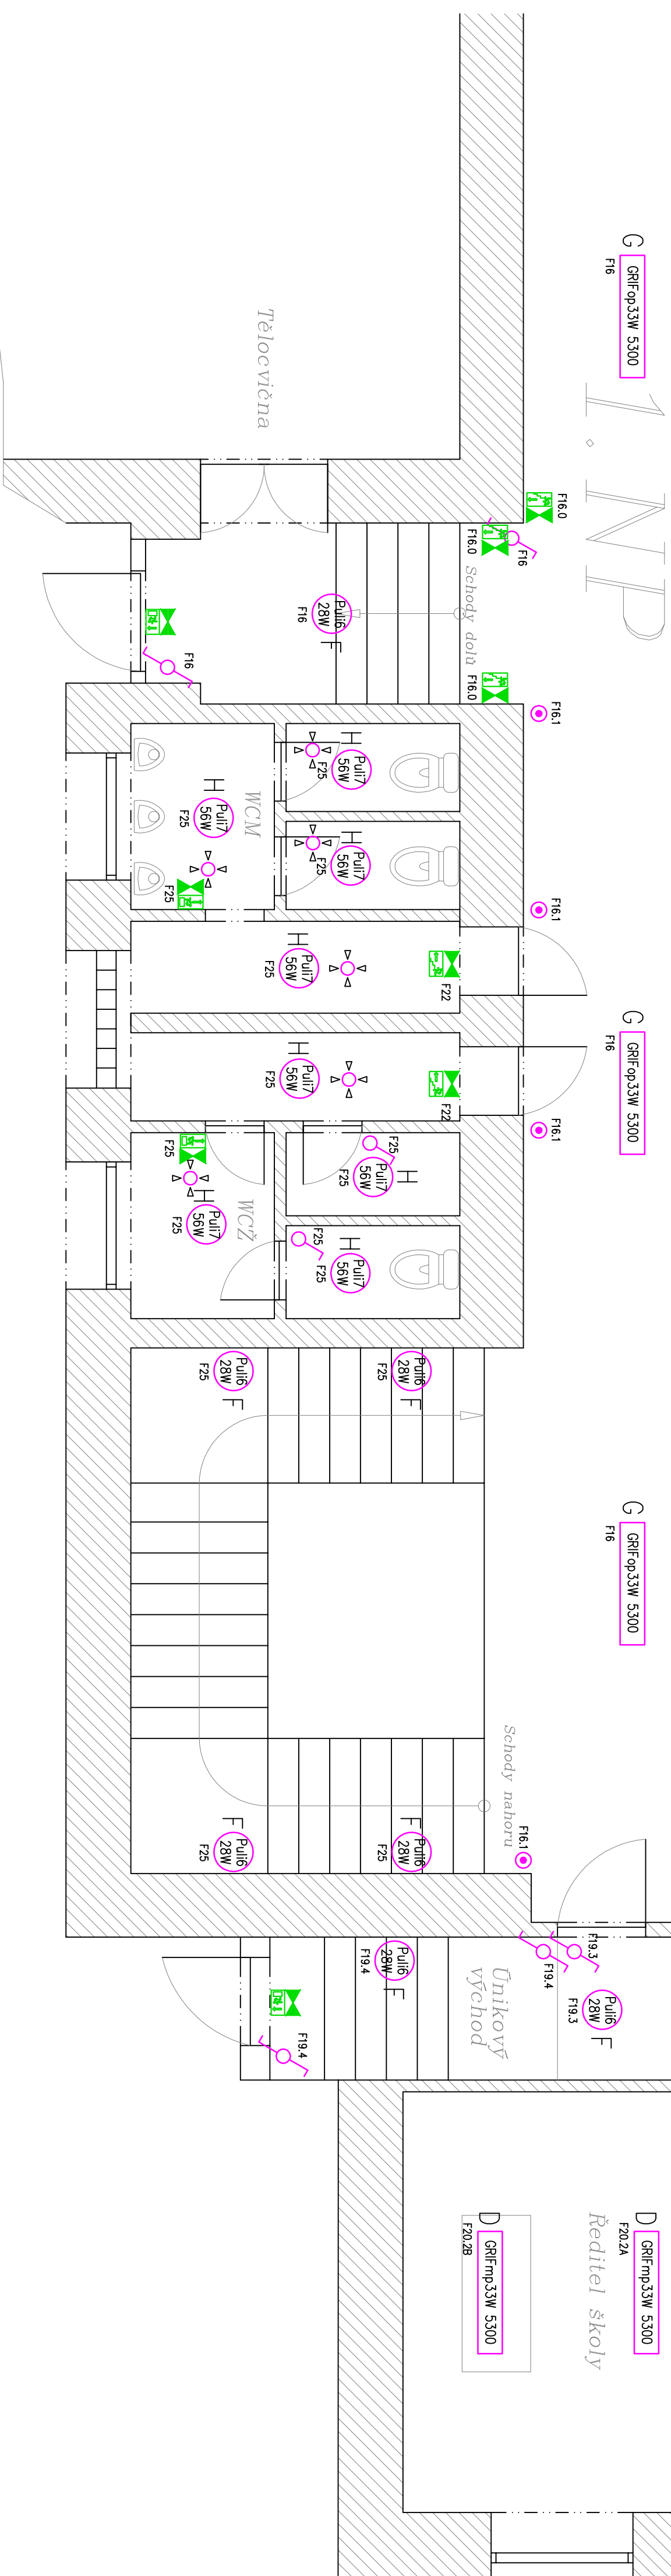 G
GRIFop33W 5300
F16
1. NP
Tělocvična
F16.0
F16.0
F16
Schody dolů
Puli6
28W
F
F16
F16
F16.0
F16.1
H
Puli7
56W
F25
H
Puli7
56W
F25
WCM
H
Puli7
56W
F25
F25
F16.1
H
Puli7
56W
F25
F22
G
GRIFop33W 5300
F16
H
Puli7
56W
F25
F22
F16.1
F25
H
Puli7
56W
F25
F25
H
Puli7
56W
F25
WCŽ
F25
H
Puli7
56W
F25
Puli6
28W
F
F25
Puli6
28W
F
F25
G
GRIFop33W 5300
F16
Schody nahoru
F16.1
F
Puli6
28W
F25
F
Puli6
28W
F25
F19.3
F19.4
Puli6
28W
F
F19.3
Únikový
východ
Puli6
28W
F
F19.4
F19.4
D
GRIFmp33W 5300
F20.2A
Ředitel školy
D
GRIFmp33W 5300
F20.2B